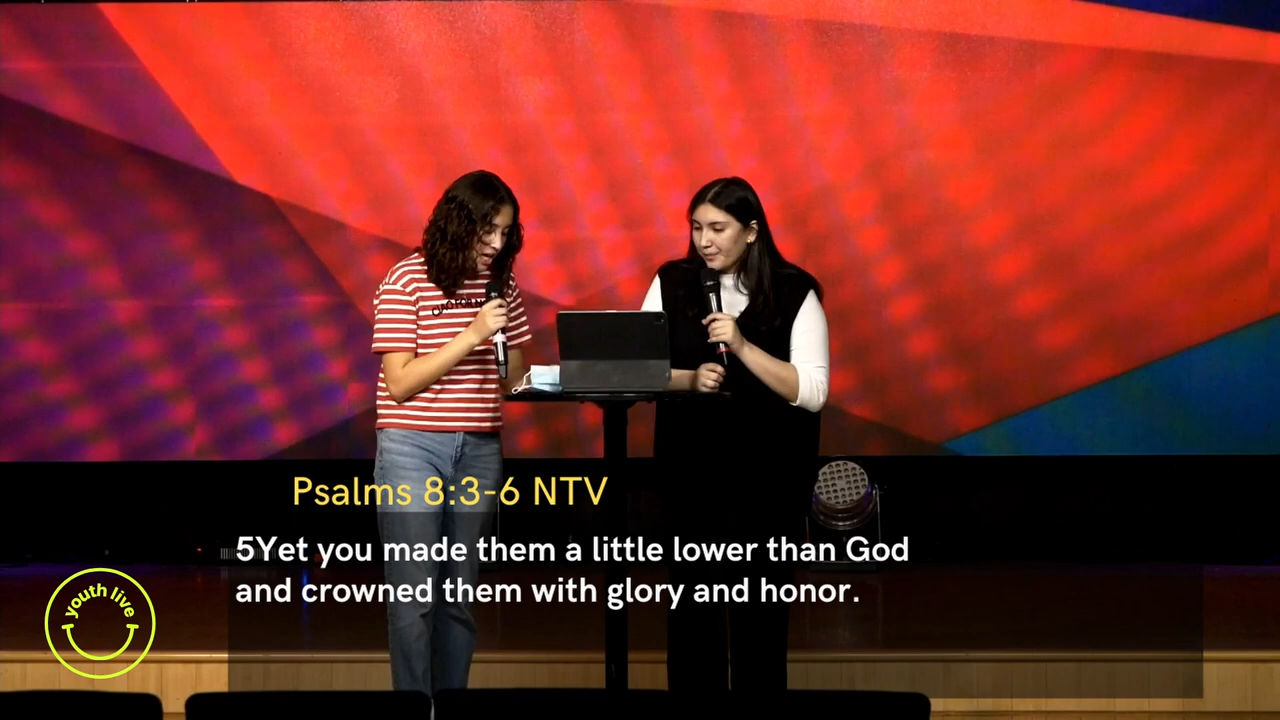 Psalms 8:3-6 NTV
5Yet you made them a little lower than God
and crowned them with glory and honor.
youth live